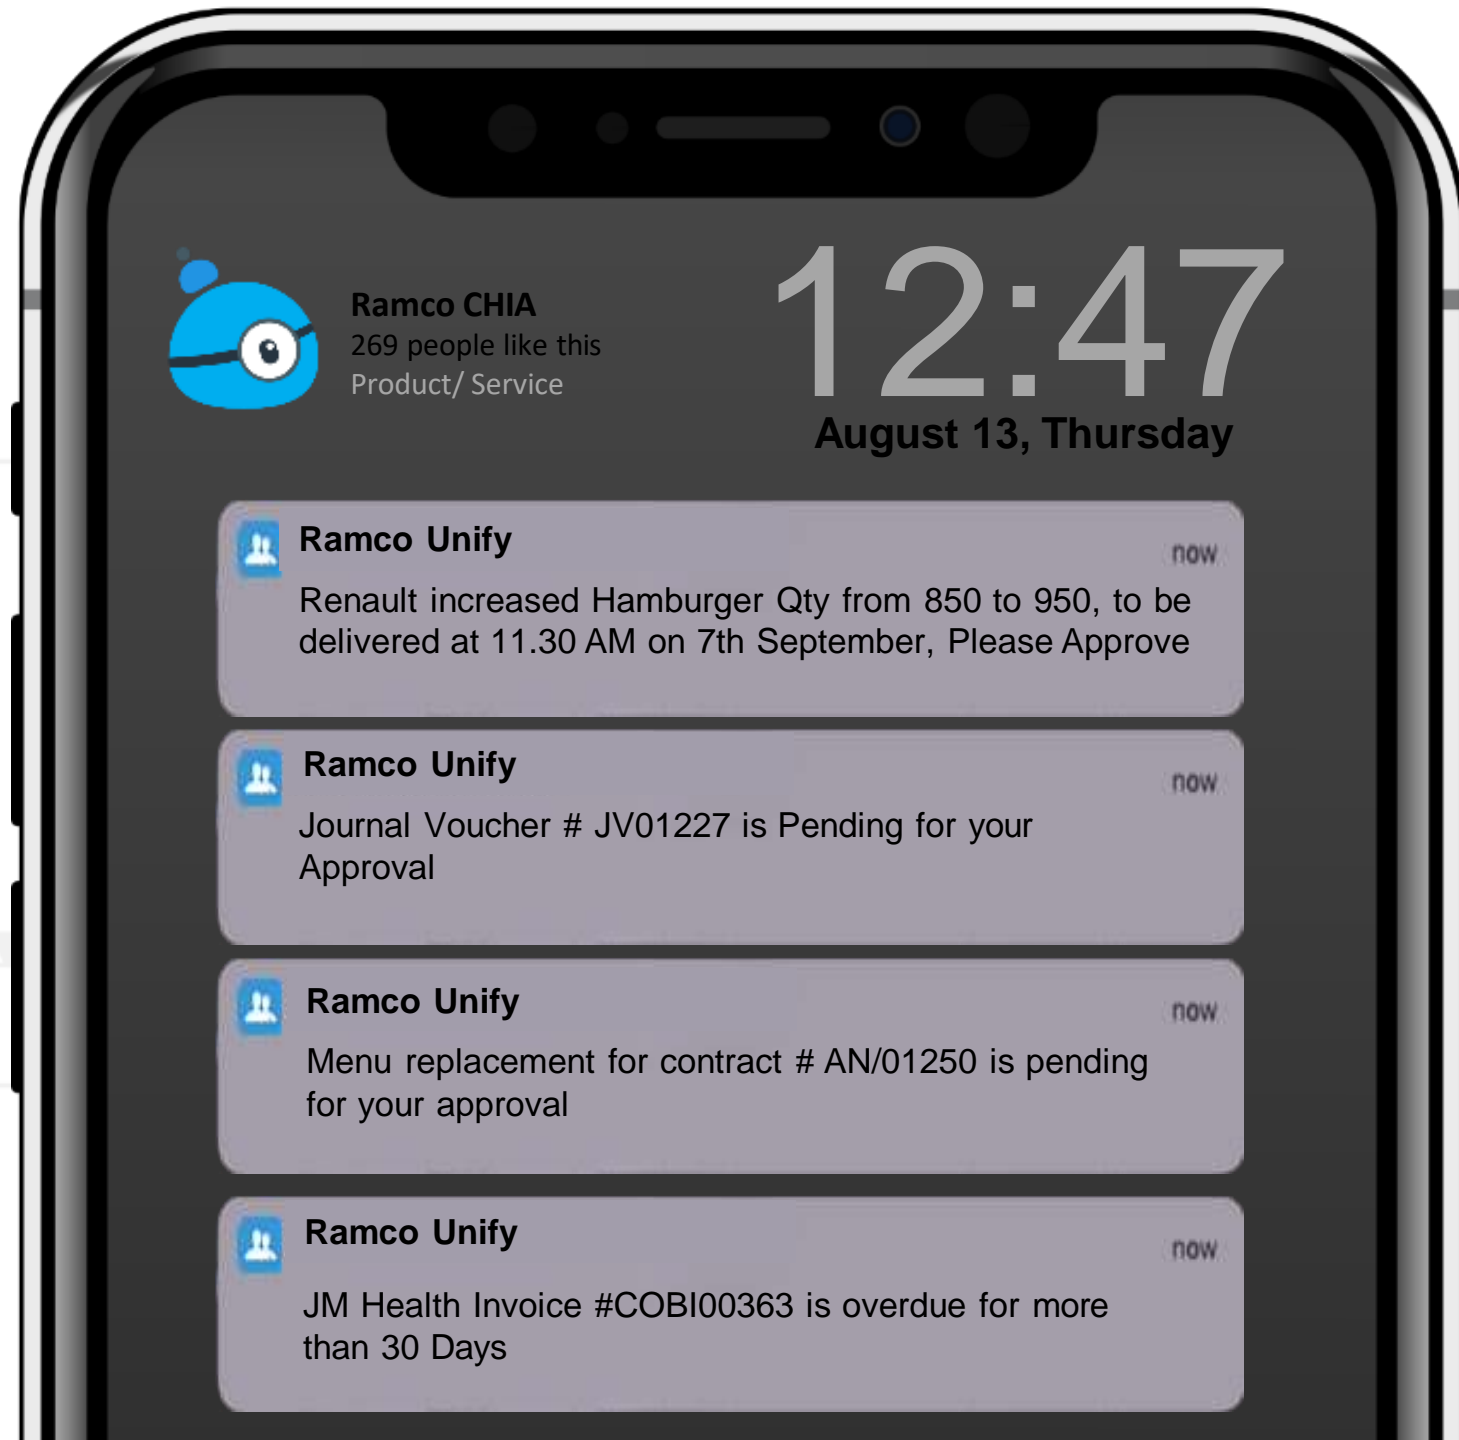 Ramco CHIA
269 people like this
Product/ Service
12:47
August 13, Thursday
Ramco Unify
now
Renault increased Hamburger Qty from 850 to 950, to be
delivered at 11.30 AM on 7th September, Please Approve
Ramco Unify
now
Journal Voucher # JV01227 is Pending for your
Approval
Ramco Unify
now
Menu replacement for contract # AN/01250 is pending
for your approval
Ramco Unify
now
JM Health Invoice #COBI00363 is overdue for more
than 30 Days